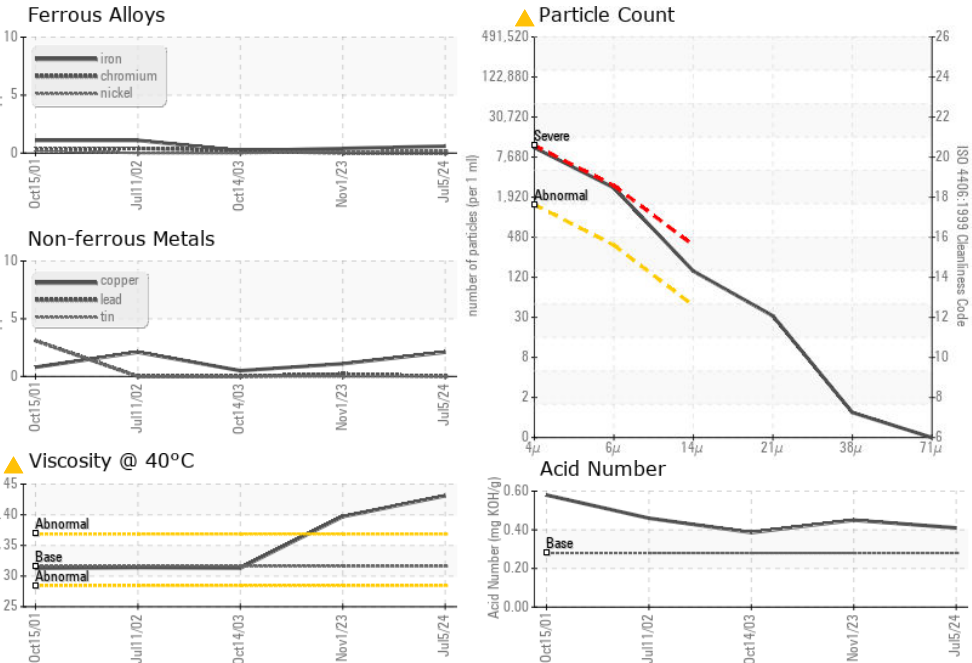 Ferrous Alloys
10
5
0
iron
chromium
nickel
Oct15/01
Jul11/02
Oct14/03
Nov1/23
Jul5/24
Non-ferrous Metals
10
5
0
copper
lead
tin
Oct15/01
Jul11/02
Oct14/03
Nov1/23
Jul5/24
Viscosity @ 40°C
45
40
35
30
25
Abnormal
Base
Abnormal
Oct15/01
Jul11/02
Oct14/03
Nov1/23
Jul5/24
Particle Count
number of particles (per 1 ml)
491,520
122,880
30,720
7,680
1,920
480
120
30
8
2
0
Severe
Abnormal
26
24
22
20
18
16
14
12
10
8
6
ISO 4406:1999 Cleanliness Code
4µ
6µ
14µ
21µ
38µ
71µ
Acid Number
Acid Number (mg KOH/g)
0.60
0.40
0.20
0.00
Base
Oct15/01
Jul11/02
Oct14/03
Nov1/23
Jul5/24